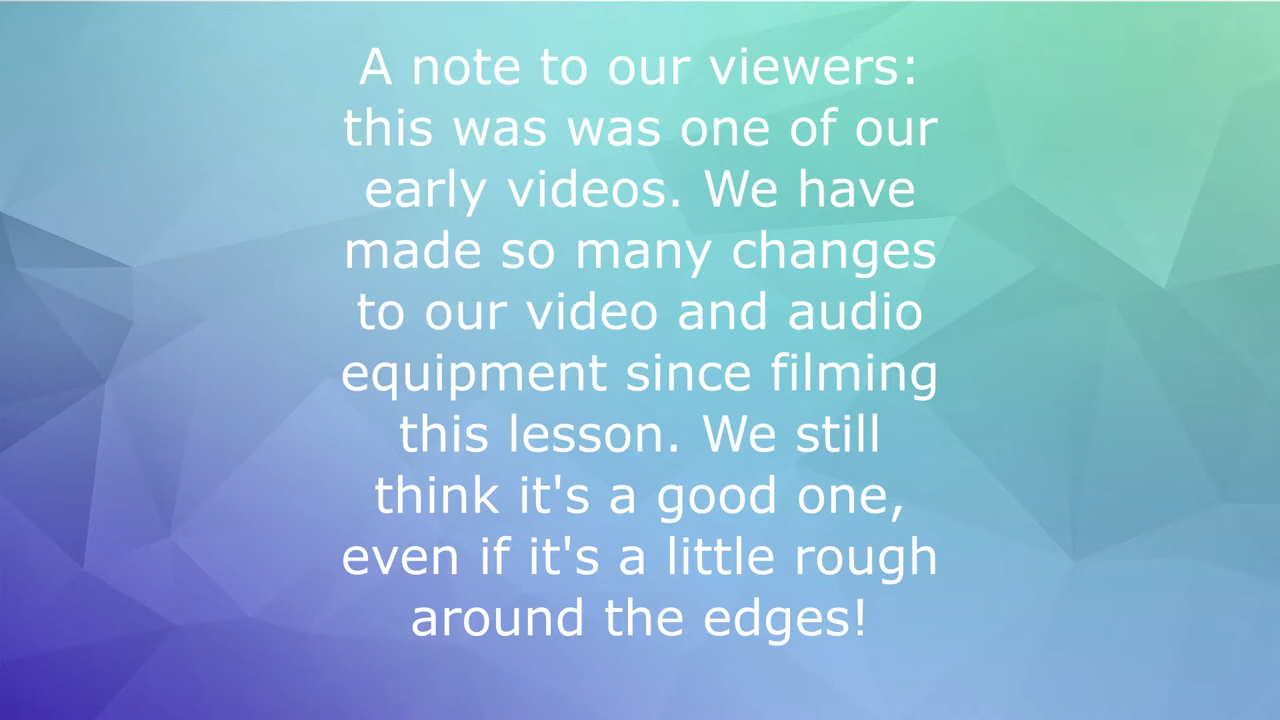 A note to our viewers:
this was was one of our
early videos. We have
made so many changes
to our video and audio
equipment since filming
this lesson. We still
think it's a good one,
even if it's a little rough
around the edges!